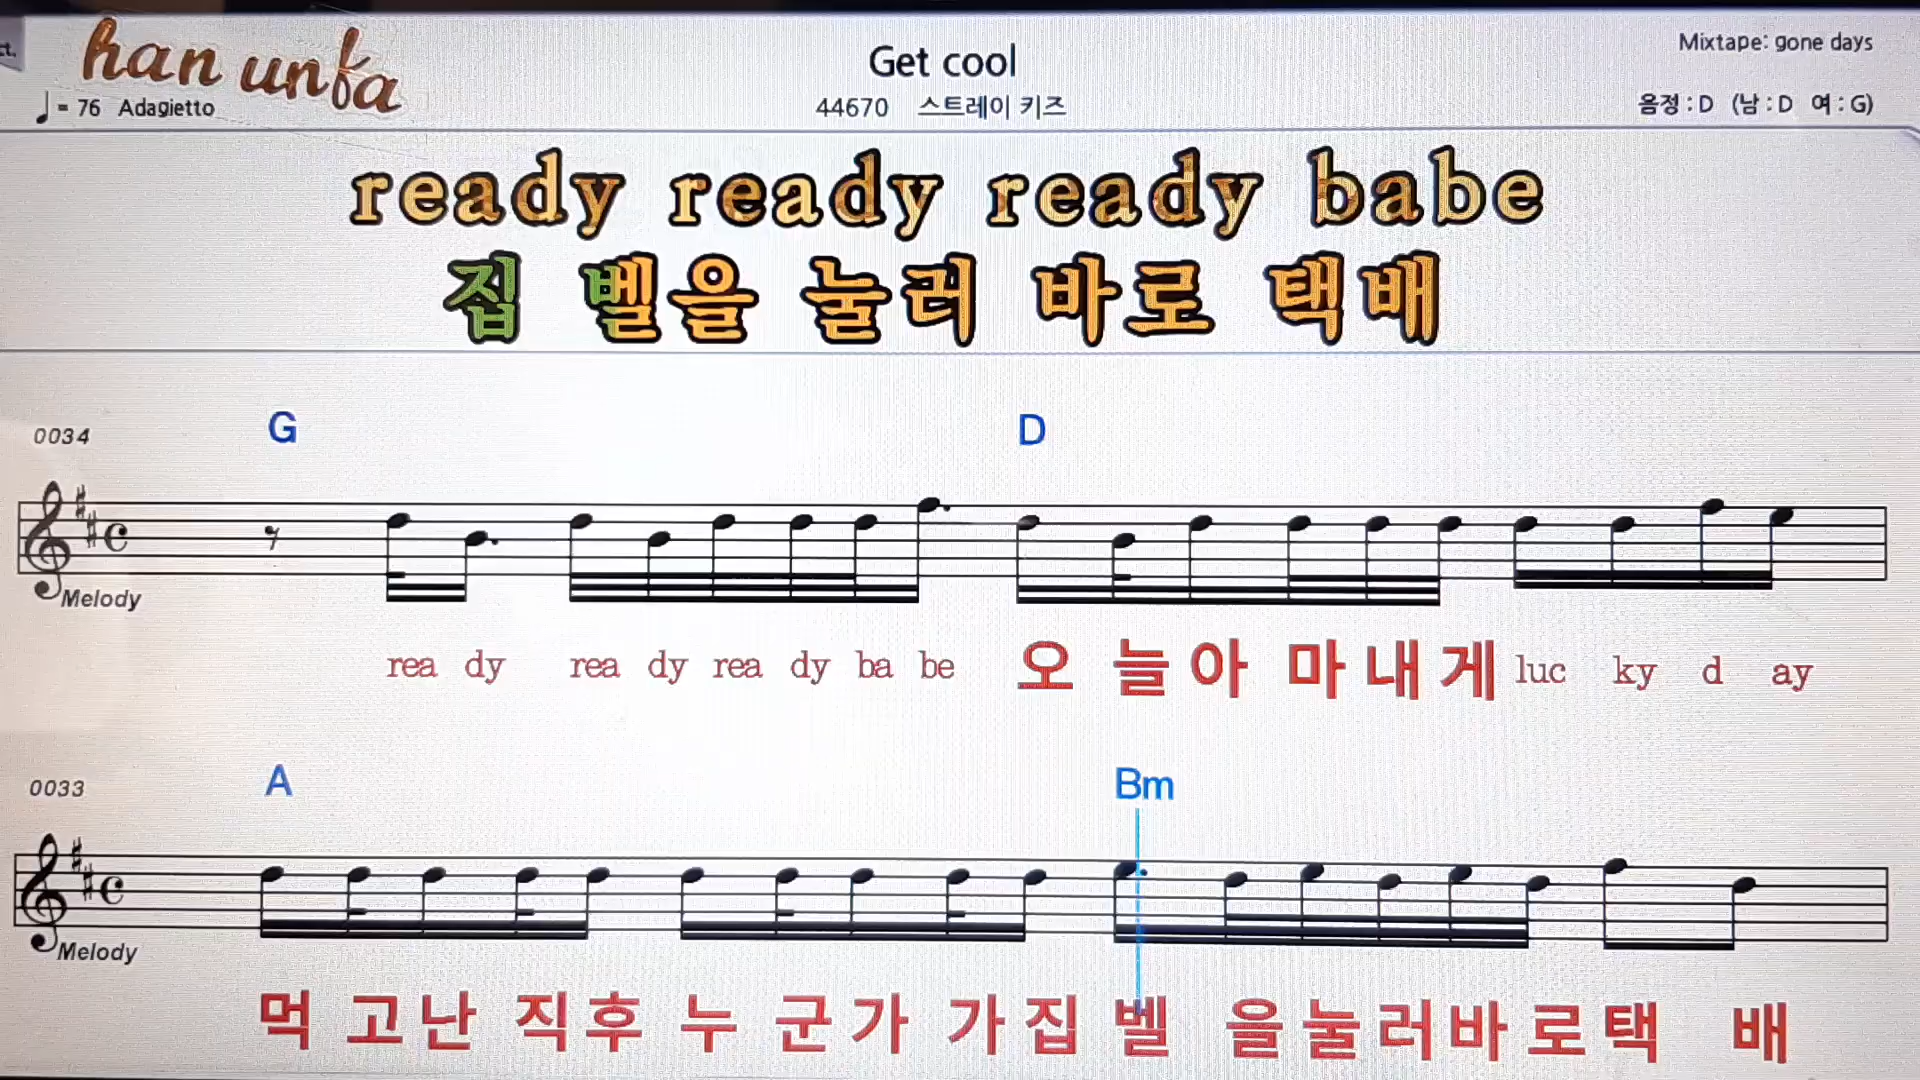 ct.
han unfa
Get cool
Mixtape: gone days
= 76 Adagietto
44670 스트레이 키즈
음정 : D (남 : D 여 : G)
ready ready ready babe
집 벨을 눌러 바로 택배
0034
G D
Melody
rea dy rea dy rea dy ba be 오 늘 아 마 내 게 luc ky d ay
0033
A Bm
Melody
먹 고 난 직 후 누 군 가 가 집 벨 을 눌 러 바 로 택 배